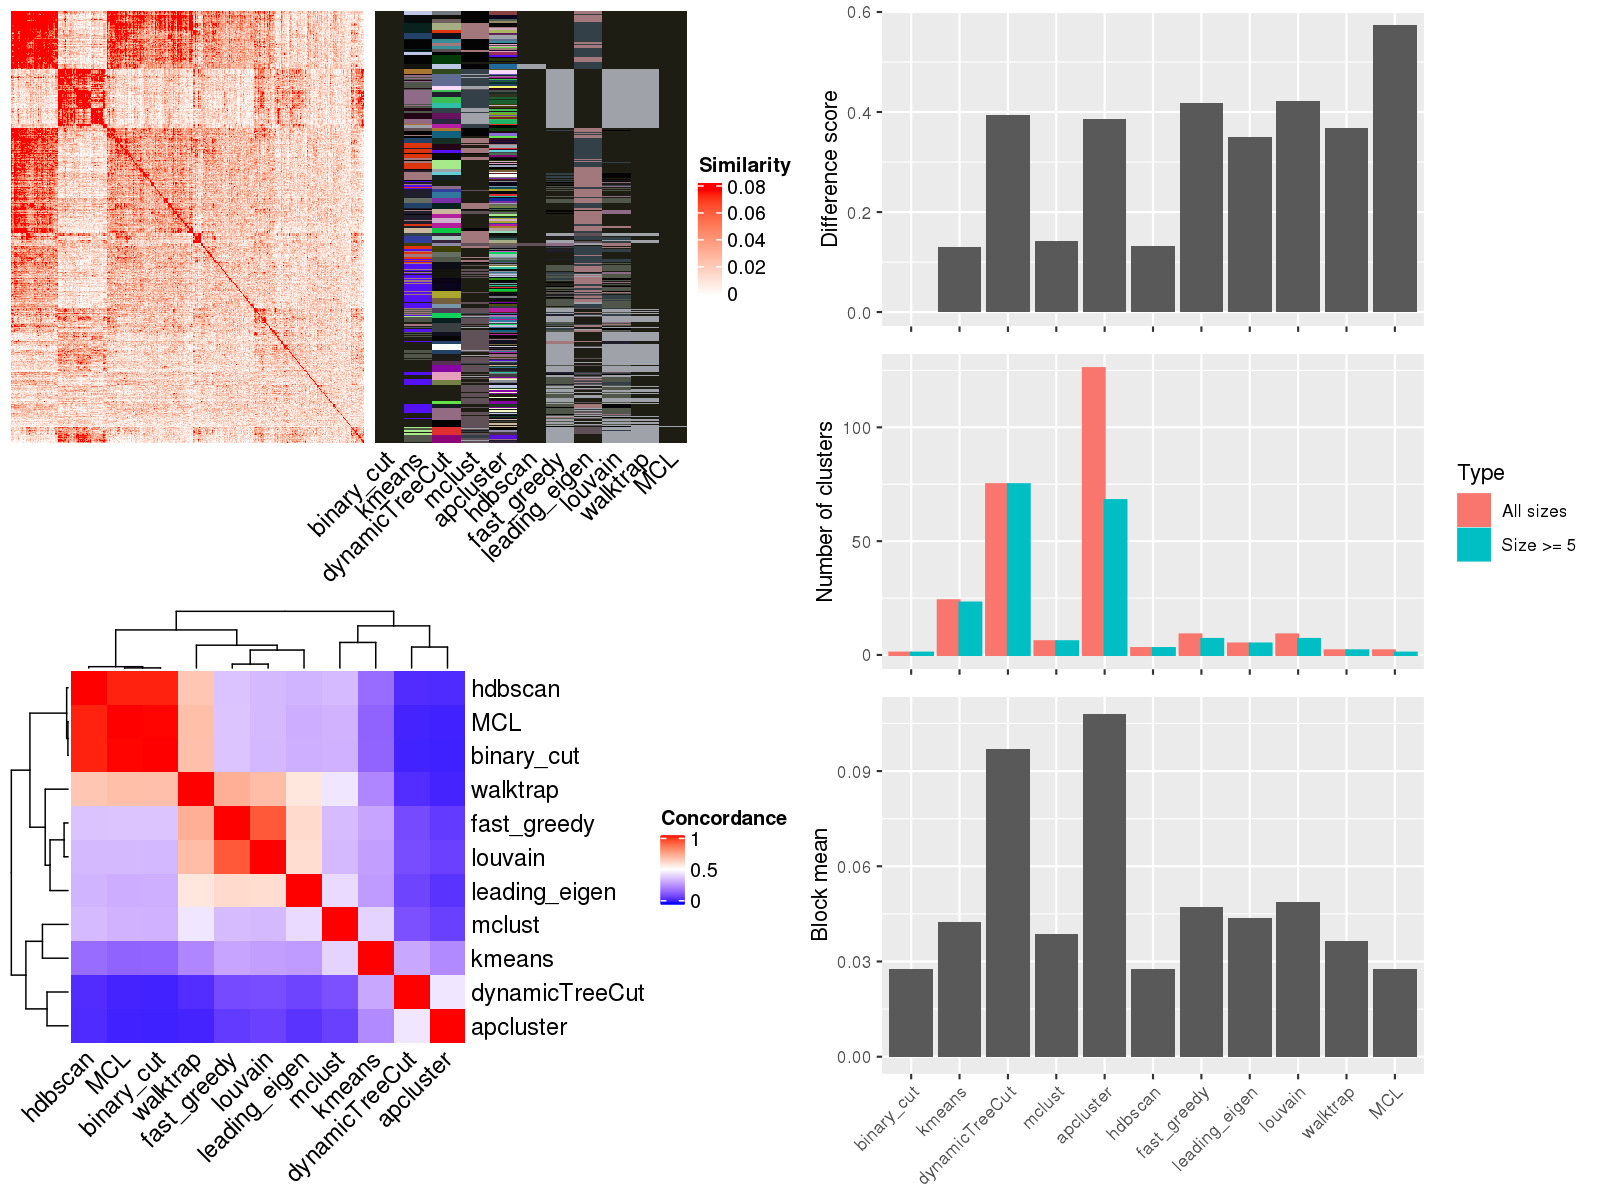 Similarity
0.08
0.06
0.04
0.02
0
binary_cut
kmeans
dynamicTreeCut
mclust
apcluster
hdbscan
fast_greedy
leading_eigen
louvain
walktrap
MCL
hdbscan
MCL
binary_cut
walktrap
fast_greedy
louvain
leading_eigen
mclust
kmeans
dynamicTreeCut
apcluster
Concordance
1
0.5
0
hdbscan
MCL
binary_cut
walktrap
fast_greedy
louvain
leading_eigen
mclust
kmeans
dynamicTreeCut
apcluster
Difference score
0.6
0.4
0.2
0.0
Number of clusters
100
50
0
Type
All sizes
Size >= 5
Block mean
0.09
0.06
0.03
0.00
binary_cut
kmeans
dynamicTreeCut
mclust
apcluster
hdbscan
fast_greedy
leading_eigen
louvain
walktrap
MCL